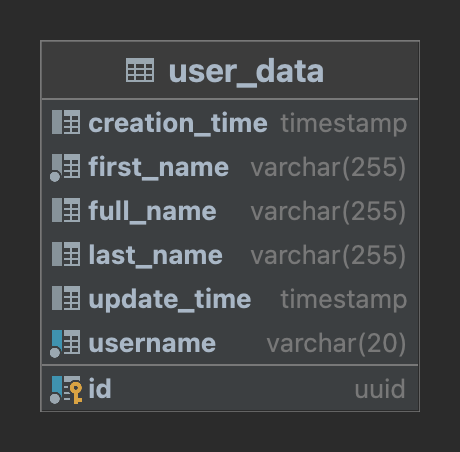 user_data
creation_time timestamp
first_name varchar(255)
full_name varchar(255)
last_name varchar(255)
update_time timestamp
username varchar(20)
id uuid